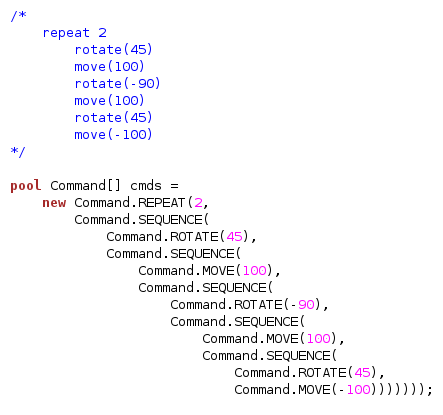 /*
    repeat 2
        rotate(45)
        move(100)
        rotate(-90)
        move(100)
        rotate(45)
        move(-100)
*/

pool Command[] cmds =
    new Command.REPEAT(2,
        Command.SEQUENCE(
            Command.ROTATE(45),
            Command.SEQUENCE(
                Command.MOVE(100),
                Command.SEQUENCE(
                    Command.ROTATE(-90),
                    Command.SEQUENCE(
                        Command.MOVE(100),
                        Command.SEQUENCE(
                            Command.ROTATE(45),
                            Command.MOVE(-100)))))));